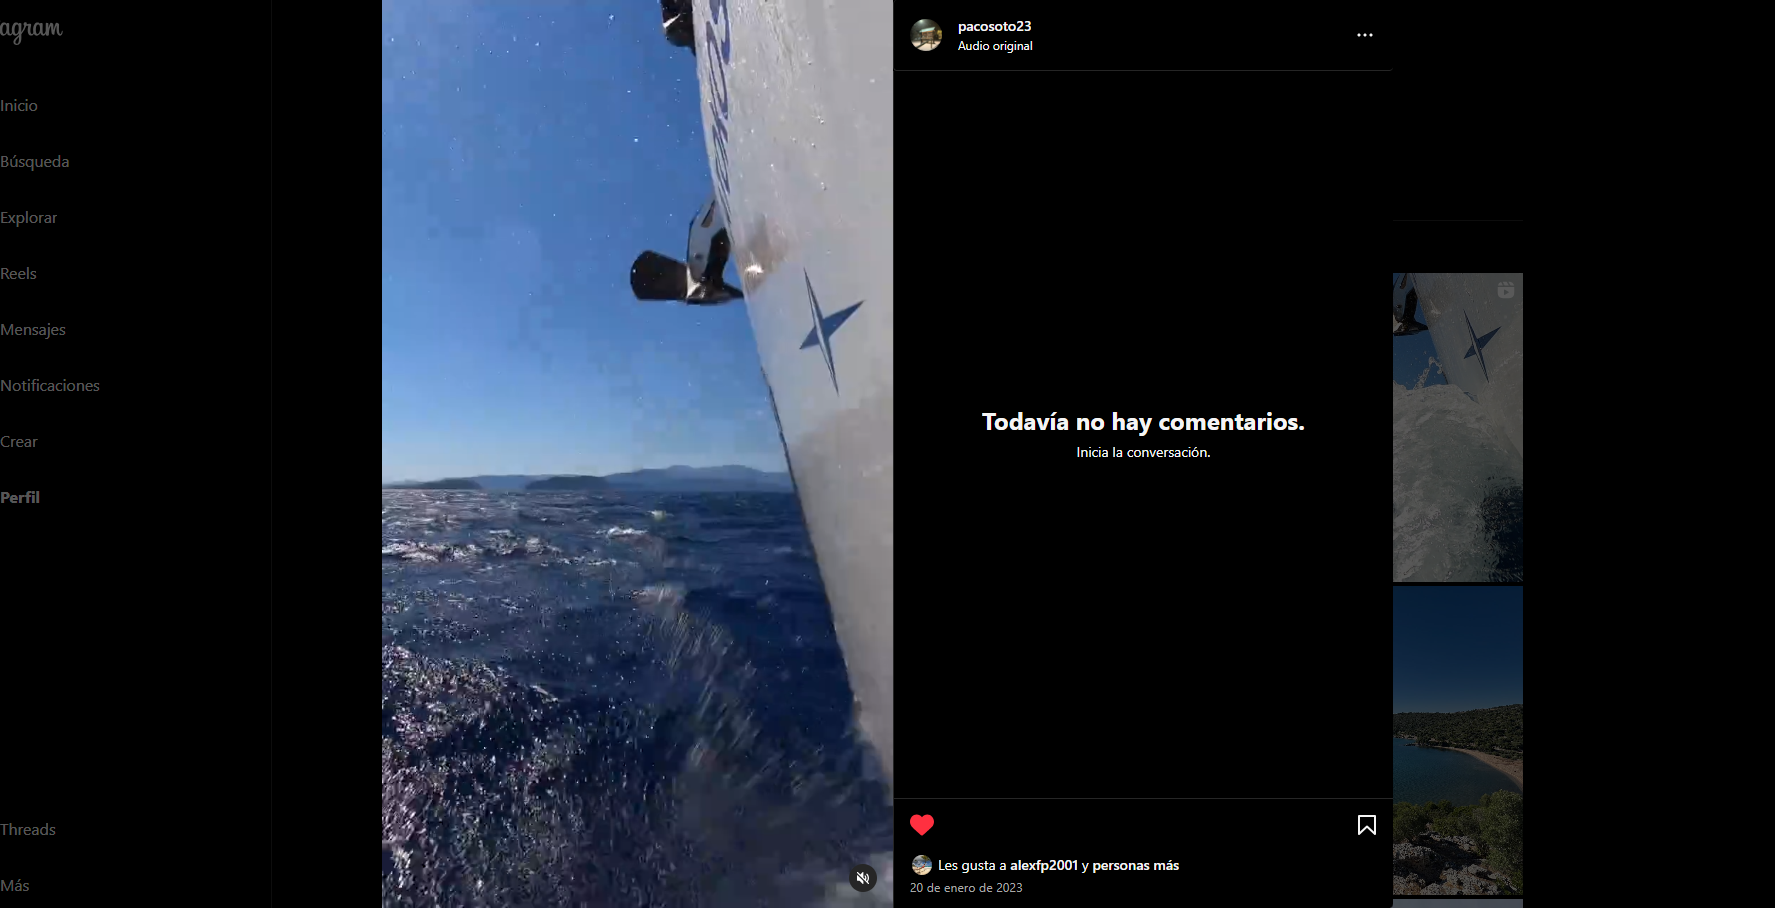 agram
Inicio
Búsqueda
Explorar
Reels
Mensajes
Notificaciones
Crear
Perfil
Threads
Más
pacosoto23
Audio original
Todavía no hay comentarios.
Inicia la conversación.
Les gusta a alexfp2001 y personas más
20 de enero de 2023